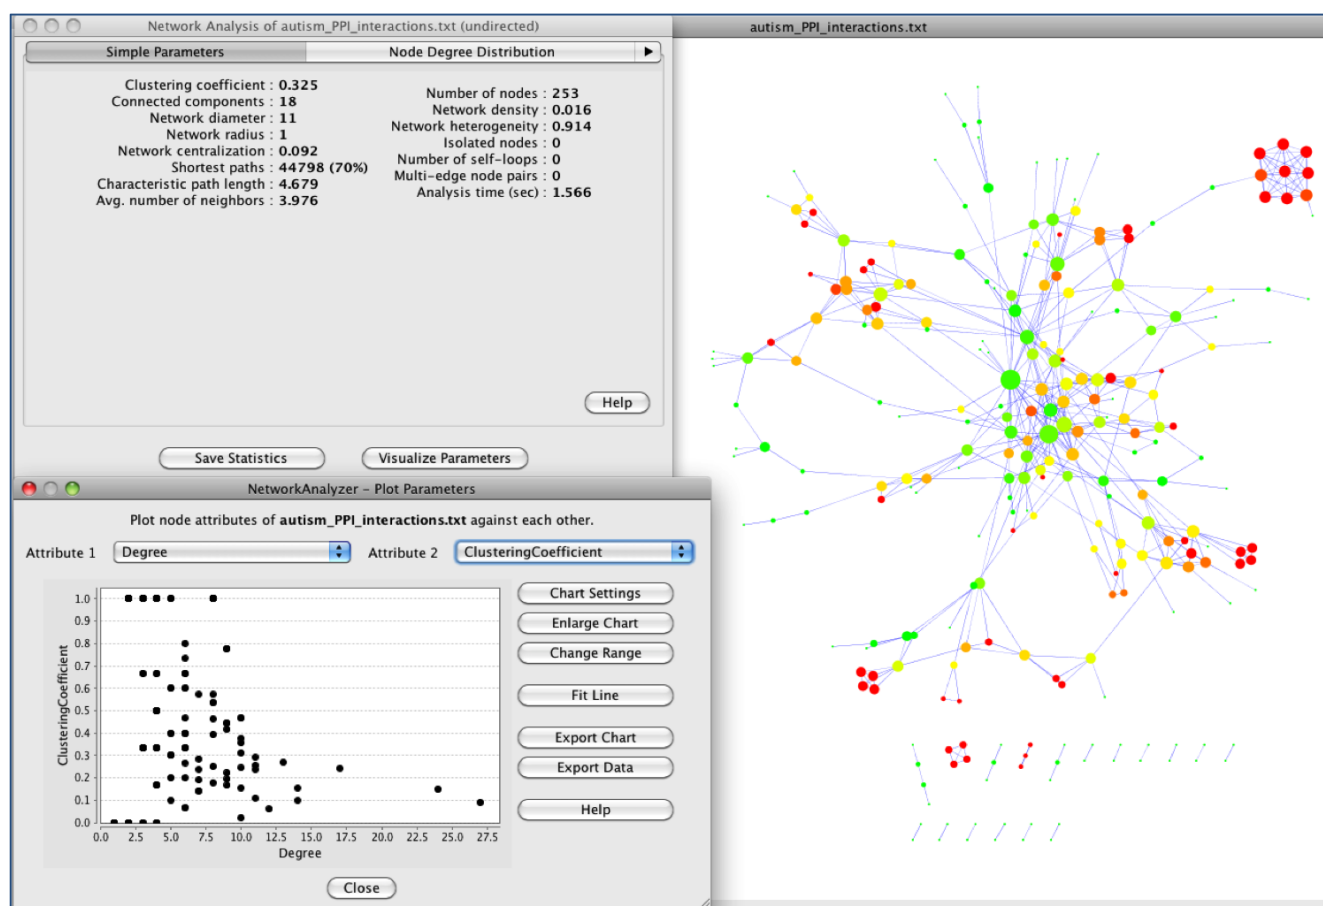 Network Analysis of autism_PPI_interactions.txt (undirected)
autism_PPI_interactions.txt
Simple Parameters
Node Degree Distribution
Clustering coefficient : 0.325
Connected components : 18
Network diameter : 11
Network radius : 1
Network centralization : 0.092
Shortest paths : 44798 (70%)
Characteristic path length : 4.679
Avg. number of neighbors : 3.976
Number of nodes : 253
Network density : 0.016
Network heterogeneity : 0.914
Isolated nodes : 0
Number of self-loops : 0
Multi-edge node pairs : 0
Analysis time (sec) : 1.566
Help
Save Statistics
Visualize Parameters
NetworkAnalyzer – Plot Parameters
Plot node attributes of autism_PPI_interactions.txt against each other.
Attribute 1
Degree
Attribute 2
ClusteringCoefficient
Chart Settings
Enlarge Chart
Change Range
Fit Line
Export Chart
Export Data
Help
ClusteringCoefficient
1.0
0.9
0.8
0.7
0.6
0.5
0.4
0.3
0.2
0.1
0.0
0.0 2.5 5.0 7.5 10.0 12.5 15.0 17.5 20.0 22.5 25.0 27.5
Degree
Close